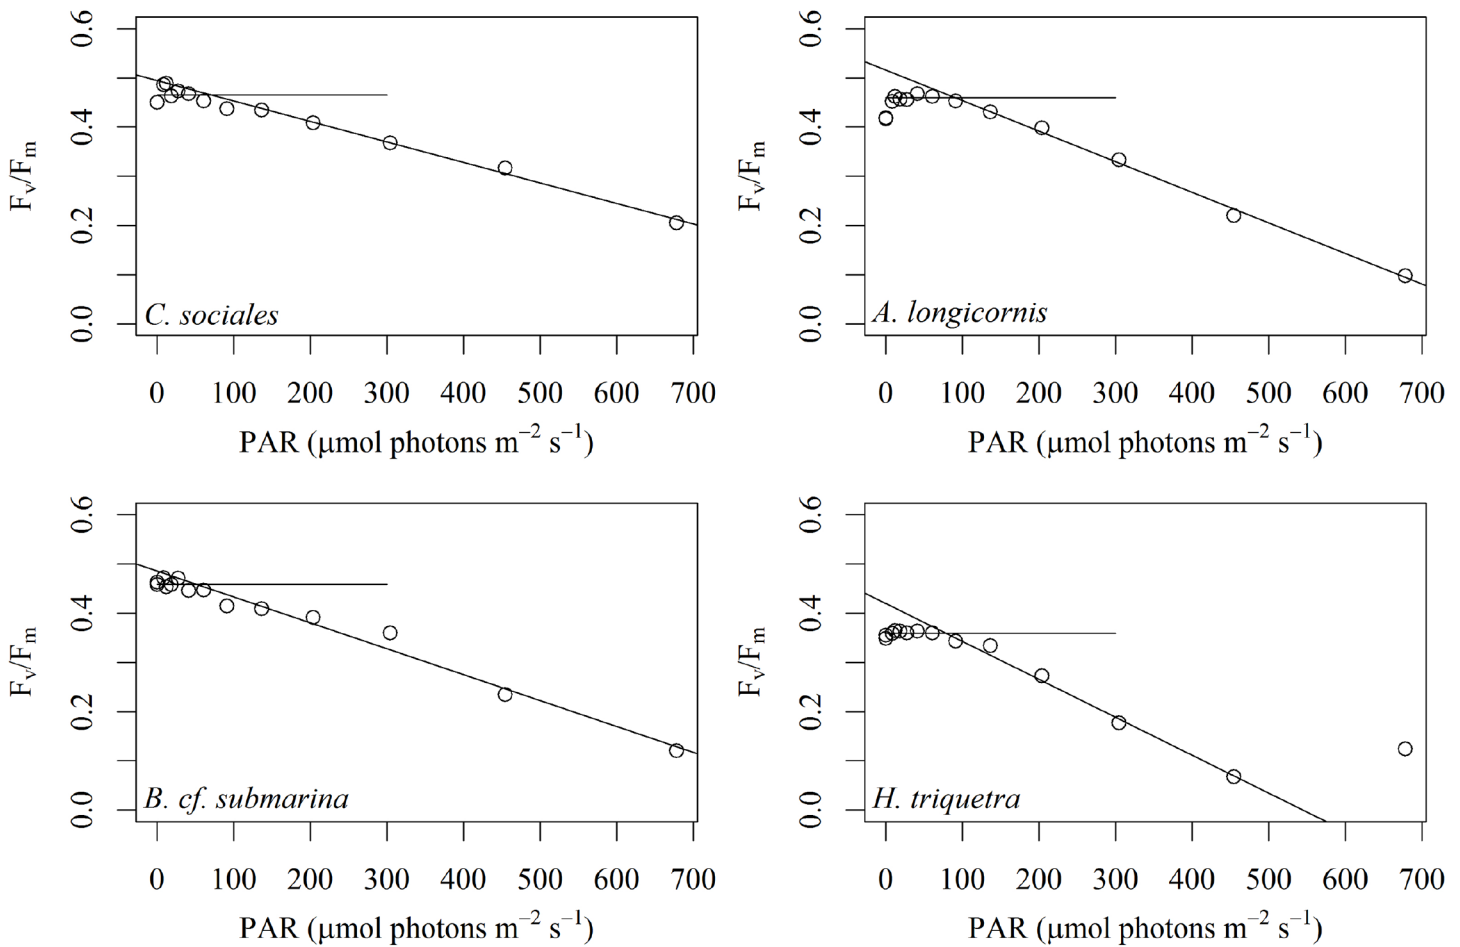 0.6
0.4
0.2
0.0
Fv/Fm
C. sociales
0 100 200 300 400 500 600 700
PAR (μmol photons m−2 s−1)
0.6
0.4
0.2
0.0
Fv/Fm
A. longicornis
0 100 200 300 400 500 600 700
PAR (μmol photons m−2 s−1)
0.6
0.4
0.2
0.0
Fv/Fm
B. cf. submarina
0 100 200 300 400 500 600 700
PAR (μmol photons m−2 s−1)
0.6
0.4
0.2
0.0
Fv/Fm
H. triquetra
0 100 200 300 400 500 600 700
PAR (μmol photons m−2 s−1)